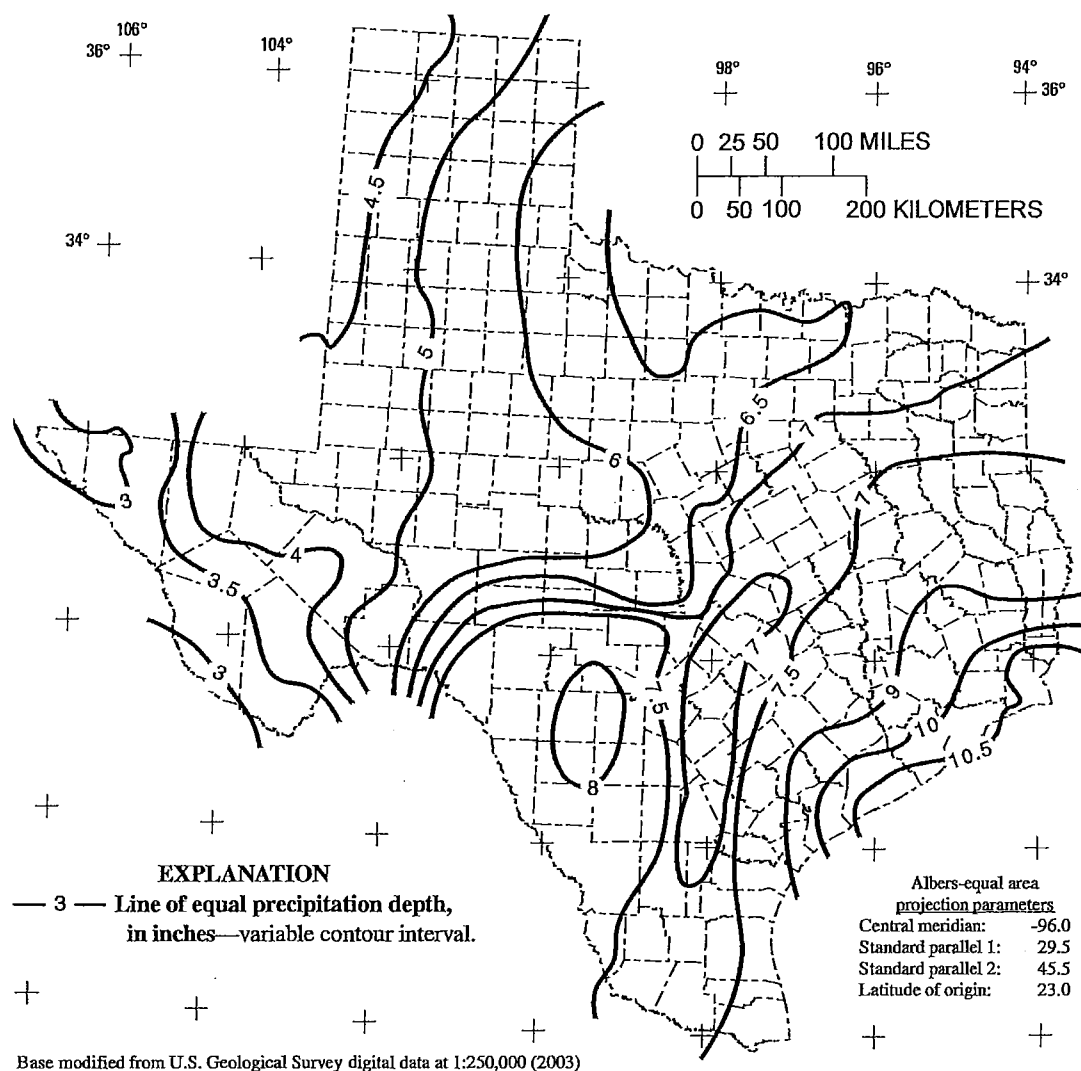 106°
36°
104°
98°
96°
94°
36°
0 25 50 100 MILES
0 50 100 200 KILOMETERS
4.5
34°
34°
5
6.5
7
6
3
7
4
3.5
3
7.5
7.5
9
10
10.5
8
EXPLANATION
3 Line of equal precipitation depth,
in inches—variable contour interval.
Albers-equal area
projection parameters
Central meridian: -96.0
Standard parallel 1: 29.5
Standard parallel 2: 45.5
Latitude of origin: 23.0
Base modified from U.S. Geological Survey digital data at 1:250,000 (2003)